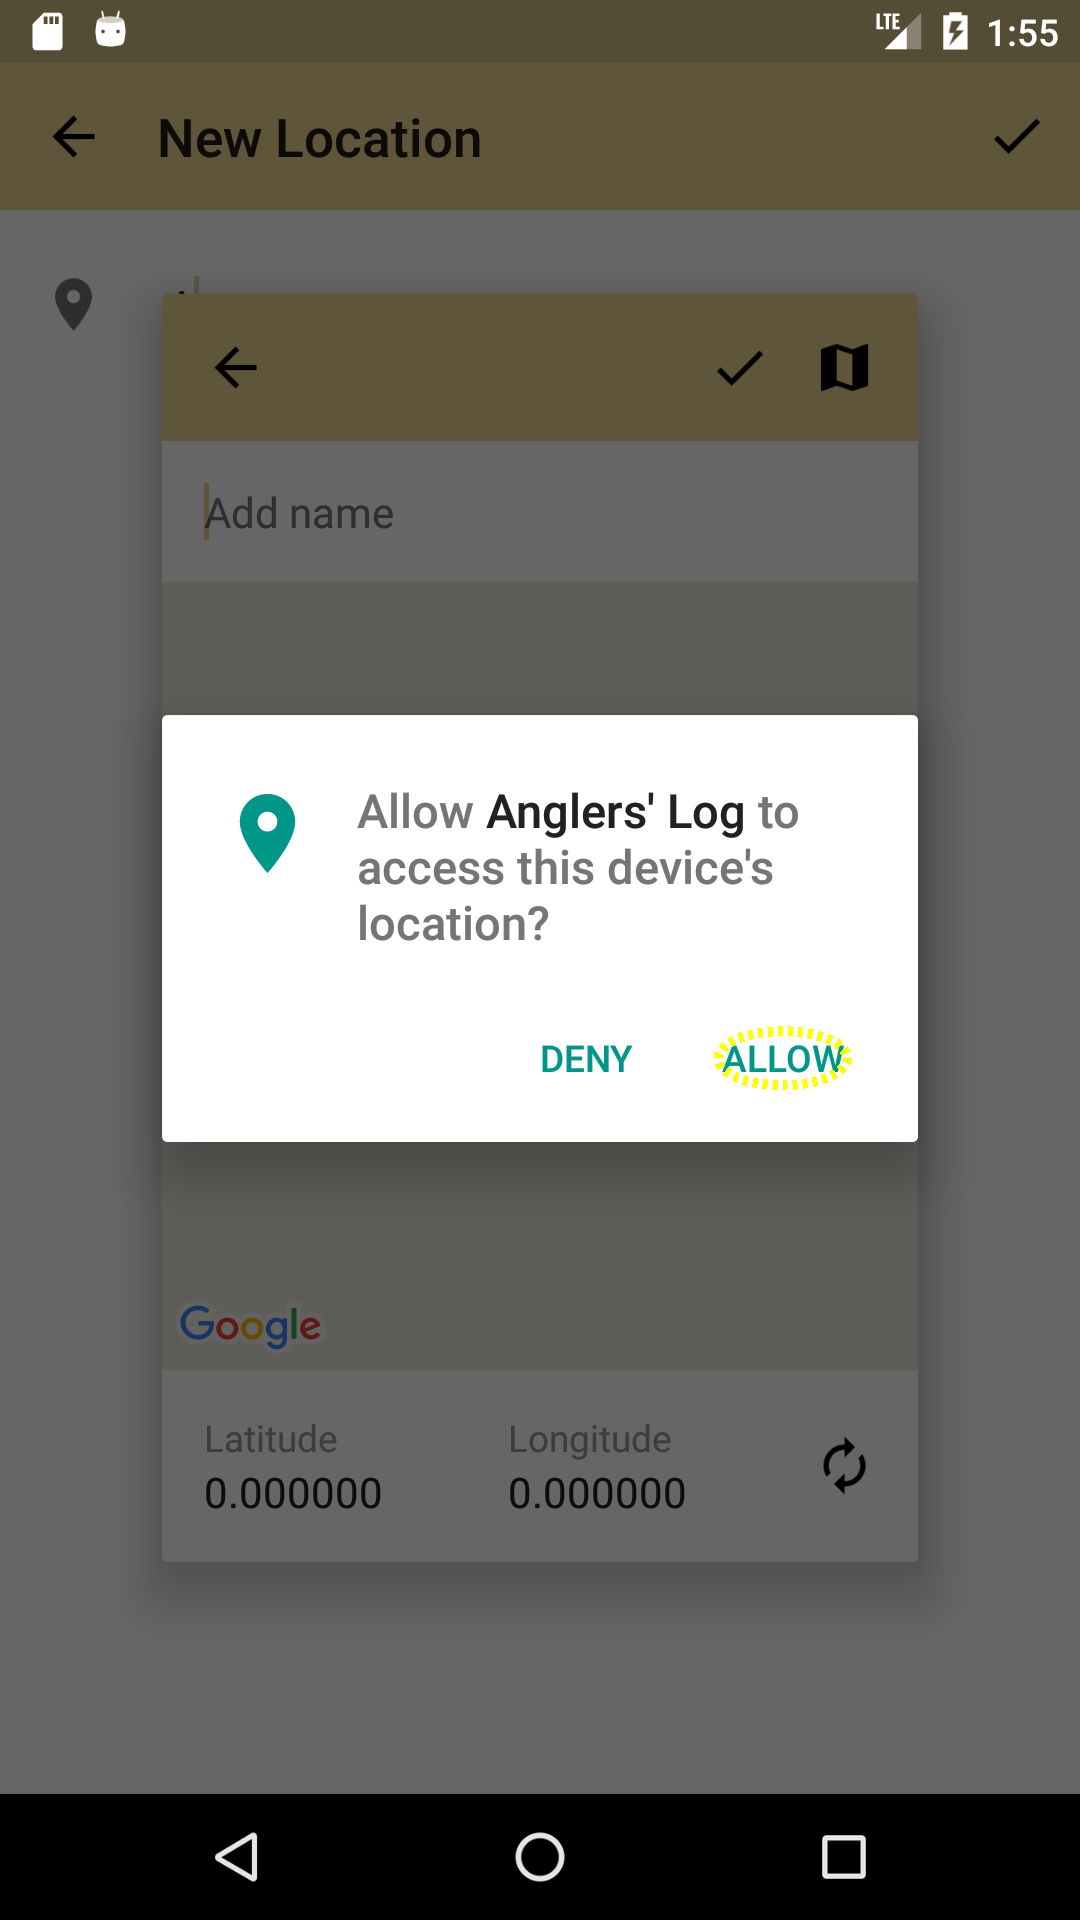 LTE 1:55
New Location
Add name
Allow Anglers' Log to
access this device's
location?
DENY ALLOW
Google
Latitude Longitude
0.000000 0.000000